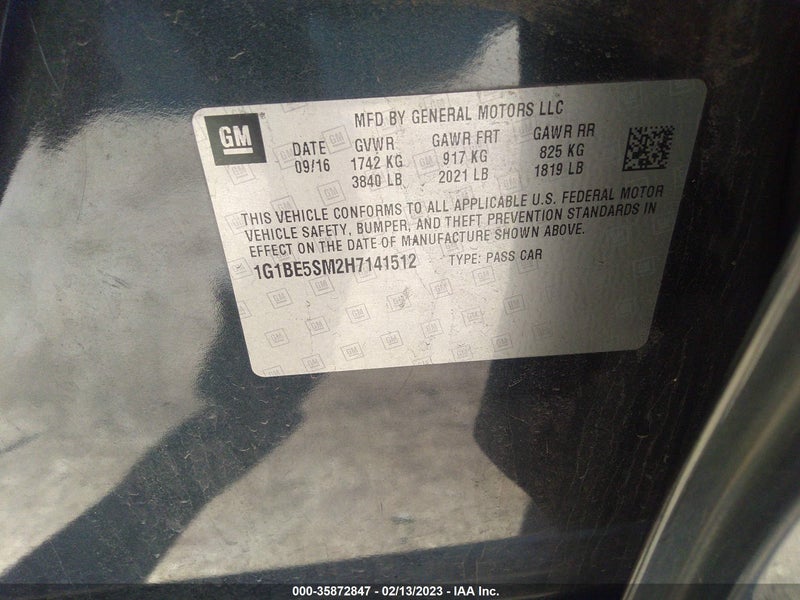 GM
MFD BY GENERAL MOTORS LLC
DATE GVWR GAWR FRT GAWR RR
09/16 1742 KG 917 KG 825 KG
3840 LB 2021 LB 1819 LB
THIS VEHICLE CONFORMS TO ALL APPLICABLE U.S. FEDERAL MOTOR
VEHICLE SAFETY, BUMPER, AND THEFT PREVENTION STANDARDS IN
EFFECT ON THE DATE OF MANUFACTURE SHOWN ABOVE.
1G1BE5SM2H7141512 TYPE: PASS CAR
000-35872847 - 02/13/2023 - IAA Inc.